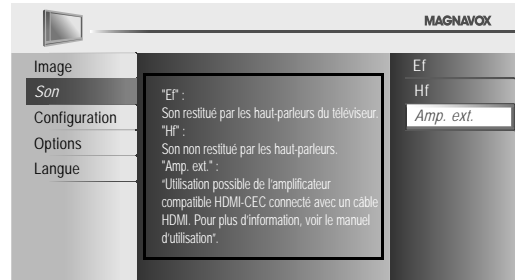 MAGNAVOX
Image
Son
Configuration
Options
Langue
"Ef" :
Son restitué par les haut-parleurs du téléviseur.
"Hf" :
Son non restitué par les haut-parleurs.
"Amp. ext." :
“Utilisation possible de l'amplificateur
compatible HDMI-CEC connecté avec un câble
HDMI. Pour plus d'information, voir le manuel
d'utilisation”.
Ef
Hf
Amp. ext.